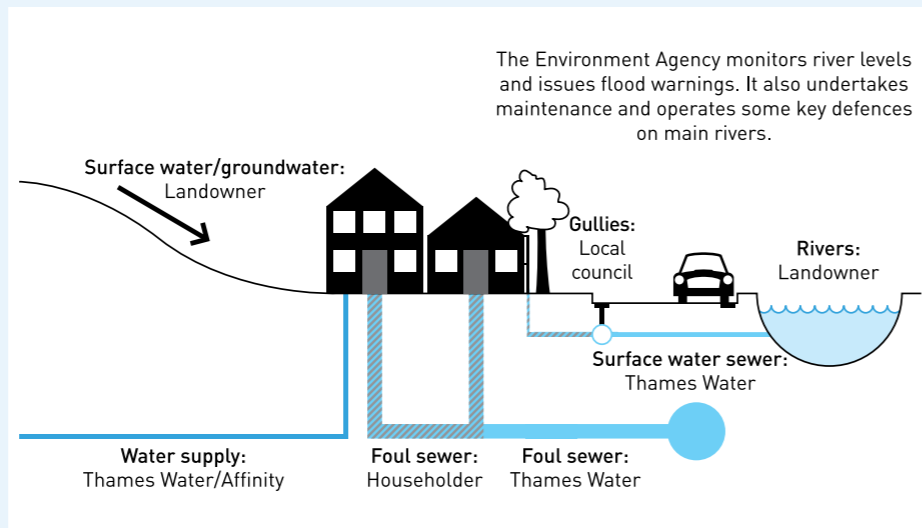 The Environment Agency monitors river levels
and issues flood warnings. It also undertakes
maintenance and operates some key defences
on main rivers.
Surface water/groundwater:
Landowner
Gullies:
Local
council
Rivers:
Landowner
Surface water sewer:
Thames Water
Water supply:
Thames Water/Affinity
Foul sewer:
Householder
Foul sewer:
Thames Water